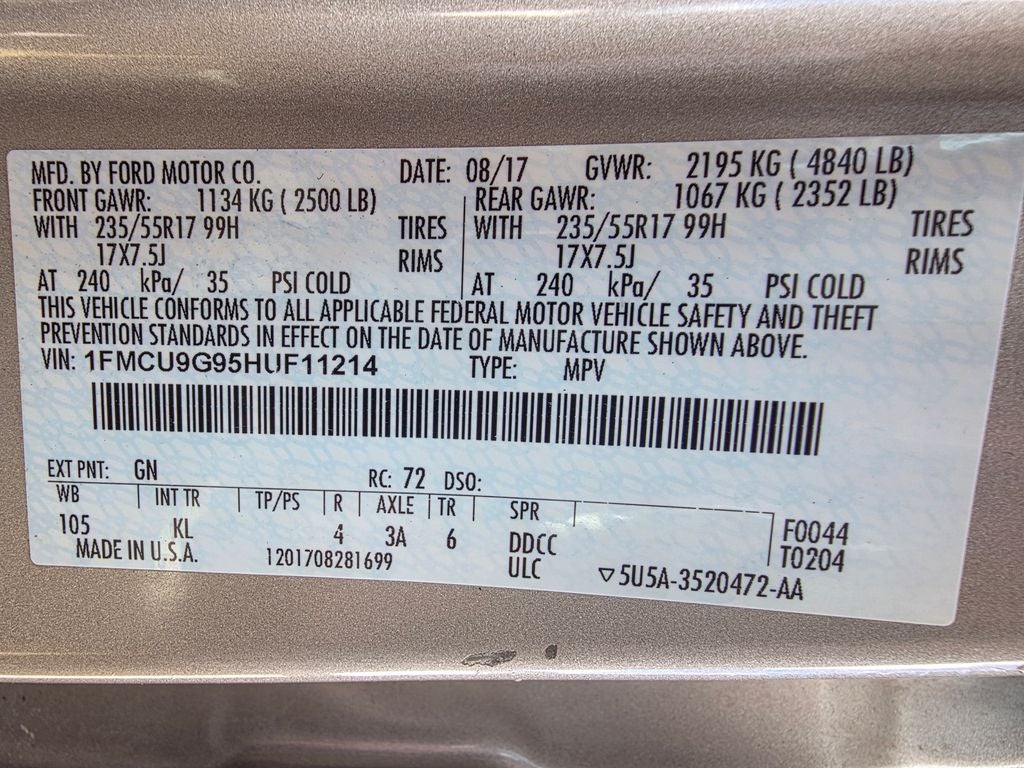 MFD. BY FORD MOTOR CO. DATE: 08/17 GVWR: 2195 KG ( 4840 LB)
FRONT GAWR: 1134 KG ( 2500 LB) REAR GAWR: 1067 KG ( 2352 LB)
WITH 235/55R17 99H TIRES WITH 235/55R17 99H TIRES
17X7.5J RIMS 17X7.5J RIMS
AT 240 kPa/ 35 PSI COLD AT 240 kPa/ 35 PSI COLD
THIS VEHICLE CONFORMS TO ALL APPLICABLE FEDERAL MOTOR VEHICLE SAFETY AND THEFT
PREVENTION STANDARDS IN EFFECT ON THE DATE OF MANUFACTURE SHOWN ABOVE.
VIN: 1FMCU9G95HUF11214 TYPE: MPV
EXT PNT: GN RC: 72 DSO:
WB INT TR TP/PS R AXLE TR SPR
105 KL 4 3A 6 DDCC F0044
MADE IN U.S.A. 1201708281699 ULC ▽5U5A-3520472-AA T0204